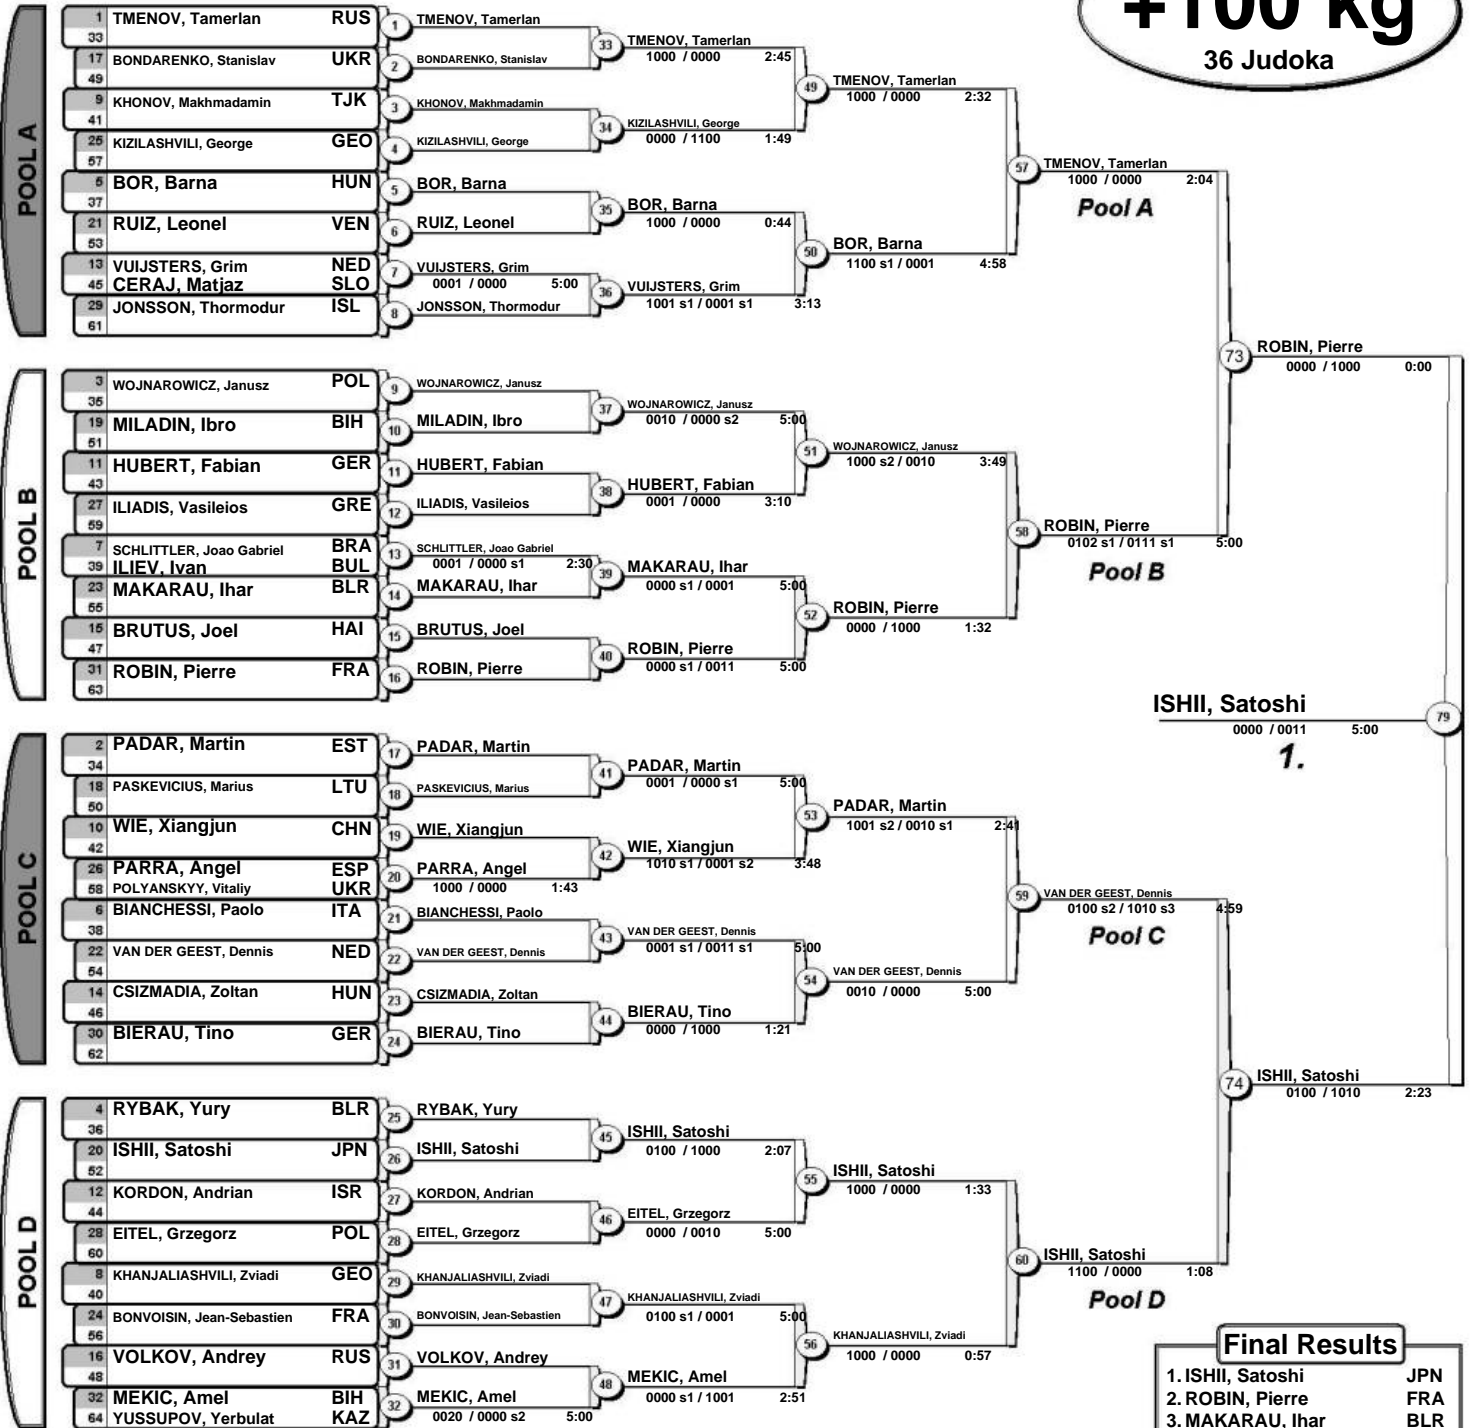 +100 kg
36 Judoka
POOL A
1 TMENOV, Tamerlan RUS
33
17 BONDARENKO, Stanislav UKR
49
9 KHONOV, Makhmadamin TJK
41
25 KIZILASHVILI, George GEO
57
5 BOR, Barna HUN
37
21 RUIZ, Leonel VEN
53
13 VUIJSTERS, Grim NED
45 CERAJ, Matjaz SLO
29 JONSSON, Thormodur ISL
61
1 TMENOV, Tamerlan
2 BONDARENKO, Stanislav
3 KHONOV, Makhmadamin
4 KIZILASHVILI, George
5 BOR, Barna
6 RUIZ, Leonel
7 VUIJSTERS, Grim
0001 / 0000 5:00
8 JONSSON, Thormodur
33 TMENOV, Tamerlan
1000 / 0000 2:45
34 KIZILASHVILI, George
0000 / 1100 1:49
35 BOR, Barna
1000 / 0000 0:44
36 VUIJSTERS, Grim
1001 s1 / 0001 s1 3:13
49 TMENOV, Tamerlan
1000 / 0000 2:32
50 BOR, Barna
1100 s1 / 0001 4:58
57 TMENOV, Tamerlan
1000 / 0000 2:04
Pool A
POOL B
3 WOJNAROWICZ, Janusz POL
35
19 MILADIN, Ibro BIH
51
11 HUBERT, Fabian GER
43
27 ILIADIS, Vasileios GRE
59
7 SCHLITTLER, Joao Gabriel BRA
39 ILIEV, Ivan BUL
23 MAKARAU, Ihar BLR
55
15 BRUTUS, Joel HAI
47
31 ROBIN, Pierre FRA
63
9 WOJNAROWICZ, Janusz
10 MILADIN, Ibro
11 HUBERT, Fabian
12 ILIADIS, Vasileios
13 SCHLITTLER, Joao Gabriel
0001 / 0000 s1 2:30
14 MAKARAU, Ihar
15 BRUTUS, Joel
16 ROBIN, Pierre
37 WOJNAROWICZ, Janusz
0010 / 0000 s2 5:00
38 HUBERT, Fabian
0001 / 0000 3:10
39 MAKARAU, Ihar
0000 s1 / 0001 5:00
40 ROBIN, Pierre
0000 s1 / 0011 5:00
51 WOJNAROWICZ, Janusz
1000 s2 / 0010 3:49
52 ROBIN, Pierre
0000 / 1000 1:32
58 ROBIN, Pierre
0102 s1 / 0111 s1 5:00
Pool B
73 ROBIN, Pierre
0000 / 1000 0:00
POOL C
2 PADAR, Martin EST
34
18 PASKEVICIUS, Marius LTU
50
10 WIE, Xiangjun CHN
42
26 PARRA, Angel ESP
58 POLYANSKYY, Vitaliy UKR
6 BIANCHESSI, Paolo ITA
38
22 VAN DER GEEST, Dennis NED
54
14 CSIZMADIA, Zoltan HUN
46
30 BIERAU, Tino GER
62
17 PADAR, Martin
18 PASKEVICIUS, Marius
19 WIE, Xiangjun
20 PARRA, Angel
1000 / 0000 1:43
21 BIANCHESSI, Paolo
22 VAN DER GEEST, Dennis
23 CSIZMADIA, Zoltan
24 BIERAU, Tino
41 PADAR, Martin
0001 / 0000 s1 5:00
42 WIE, Xiangjun
1010 s1 / 0001 s2 3:48
43 VAN DER GEEST, Dennis
0001 s1 / 0011 s1 5:00
44 BIERAU, Tino
0000 / 1000 1:21
53 PADAR, Martin
1001 s2 / 0010 s1 2:41
54 VAN DER GEEST, Dennis
0010 / 0000 5:00
59 VAN DER GEEST, Dennis
0100 s2 / 1010 s3 4:59
Pool C
POOL D
4 RYBAK, Yury BLR
36
20 ISHII, Satoshi JPN
52
12 KORDON, Andrian ISR
44
28 EITEL, Grzegorz POL
60
8 KHANJALIASHVILI, Zviadi GEO
40
24 BONVOISIN, Jean-Sebastien FRA
56
16 VOLKOV, Andrey RUS
48
32 MEKIC, Amel BIH
64 YUSSUPOV, Yerbulat KAZ
25 RYBAK, Yury
26 ISHII, Satoshi
27 KORDON, Andrian
28 EITEL, Grzegorz
29 KHANJALIASHVILI, Zviadi
30 BONVOISIN, Jean-Sebastien
31 VOLKOV, Andrey
32 MEKIC, Amel
0020 / 0000 s2 5:00
45 ISHII, Satoshi
0100 / 1000 2:07
46 EITEL, Grzegorz
0000 / 0010 5:00
47 KHANJALIASHVILI, Zviadi
0100 s1 / 0001 5:00
48 MEKIC, Amel
0000 s1 / 1001 2:51
55 ISHII, Satoshi
1000 / 0000 1:33
56 KHANJALIASHVILI, Zviadi
1000 / 0000 0:57
60 ISHII, Satoshi
1100 / 0000 1:08
Pool D
74 ISHII, Satoshi
0100 / 1010 2:23
ISHII, Satoshi 79
0000 / 0011 5:00
1.
Final Results
1. ISHII, Satoshi JPN
2. ROBIN, Pierre FRA
3. MAKARAU, Ihar BLR